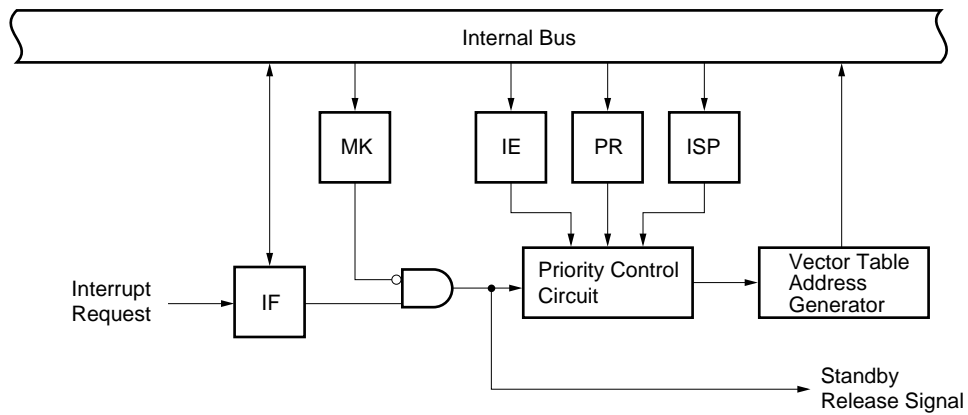 Internal Bus
MK
IE
PR
ISP
Interrupt
Request
IF
Priority Control
Circuit
Vector Table
Address
Generator
Standby
Release Signal